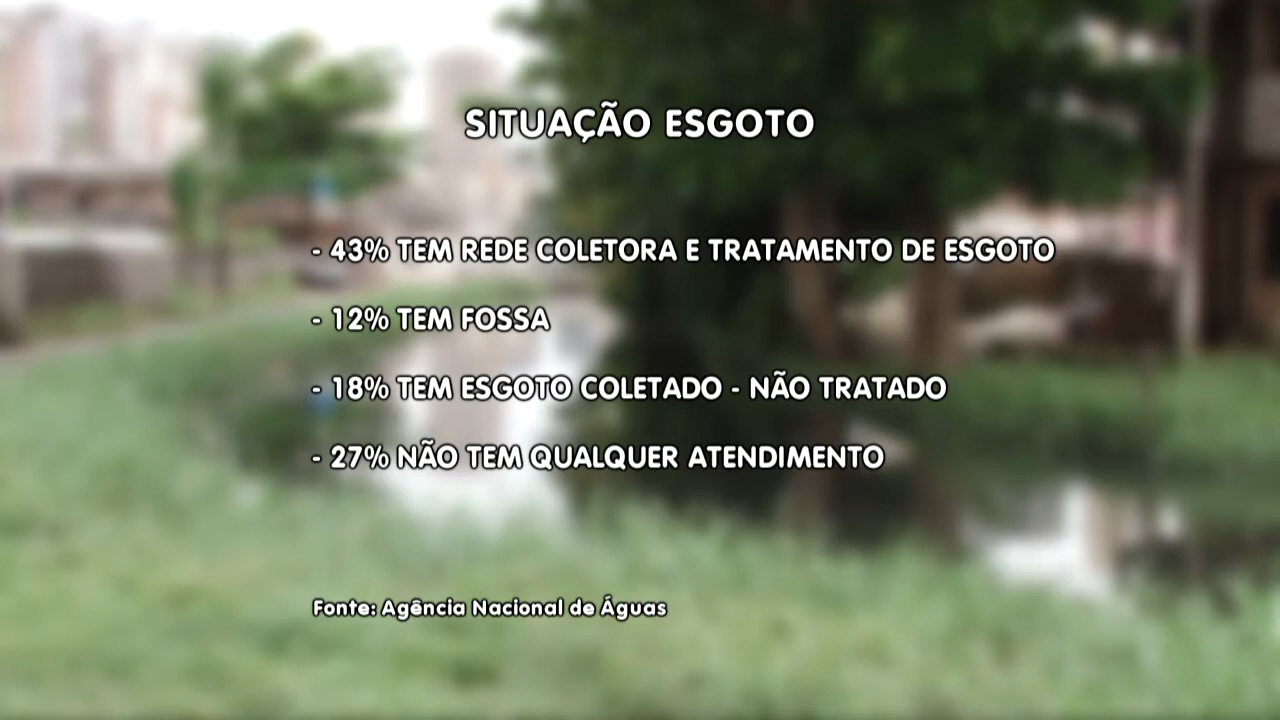 SITUAÇÃO ESGOTO
- 43% TEM REDE COLETORA E TRATAMENTO DE ESGOTO
- 12% TEM FOSSA
- 18% TEM ESGOTO COLETADO - NÃO TRATADO
- 27% NÃO TEM QUALQUER ATENDIMENTO
Fonte: Agência Nacional de Águas